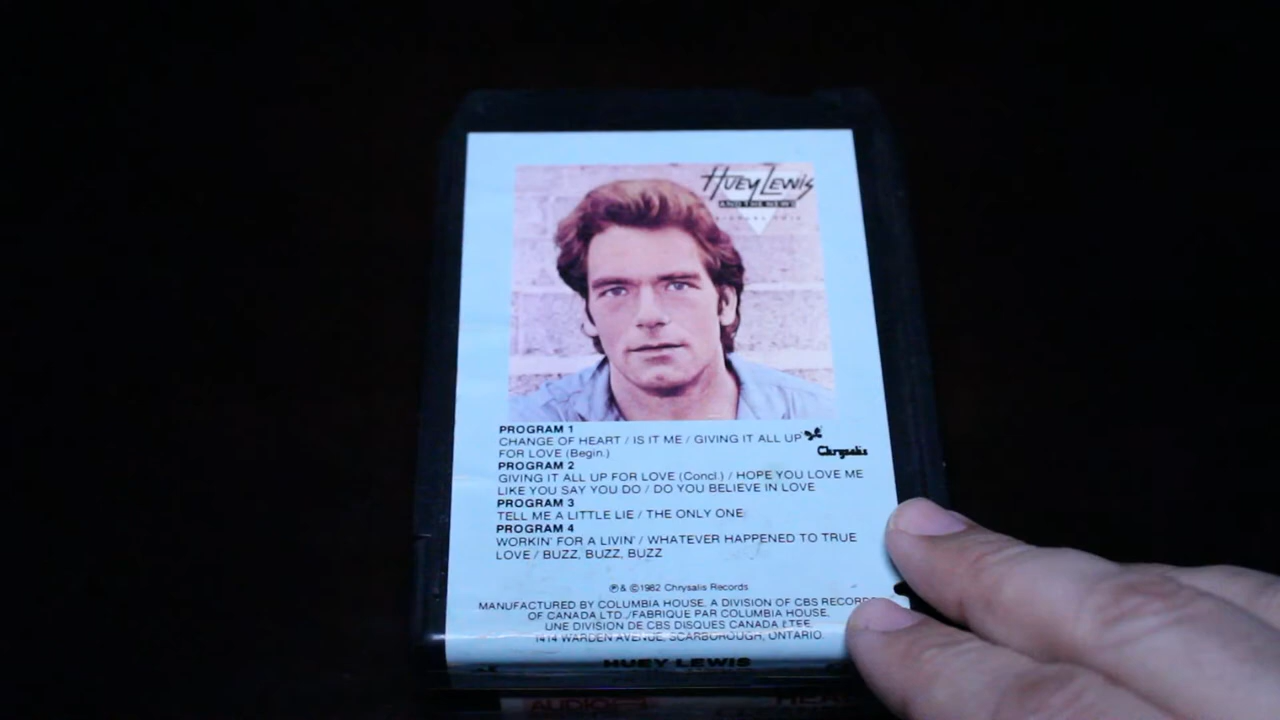 HUEY LEWIS
AND THE NEWS
PICTURE THIS
PROGRAM 1
CHANGE OF HEART / IS IT ME / GIVING IT ALL UP
FOR LOVE (Begin.)
Chrysalis
PROGRAM 2
GIVING IT ALL UP FOR LOVE (Concl.) / HOPE YOU LOVE ME
LIKE YOU SAY YOU DO / DO YOU BELIEVE IN LOVE
PROGRAM 3
TELL ME A LITTLE LIE / THE ONLY ONE
PROGRAM 4
WORKIN' FOR A LIVIN' / WHATEVER HAPPENED TO TRUE
LOVE / BUZZ, BUZZ, BUZZ
℗ & ©1982 Chrysalis Records
MANUFACTURED BY COLUMBIA HOUSE, A DIVISION OF CBS RECORDS
OF CANADA LTD./FABRIQUE PAR COLUMBIA HOUSE,
UNE DIVISION DE CBS DISQUES CANADA LTEE.
1414 WARDEN AVENUE, SCARBOROUGH, ONTARIO.
HUEY LEWIS
AUDIO